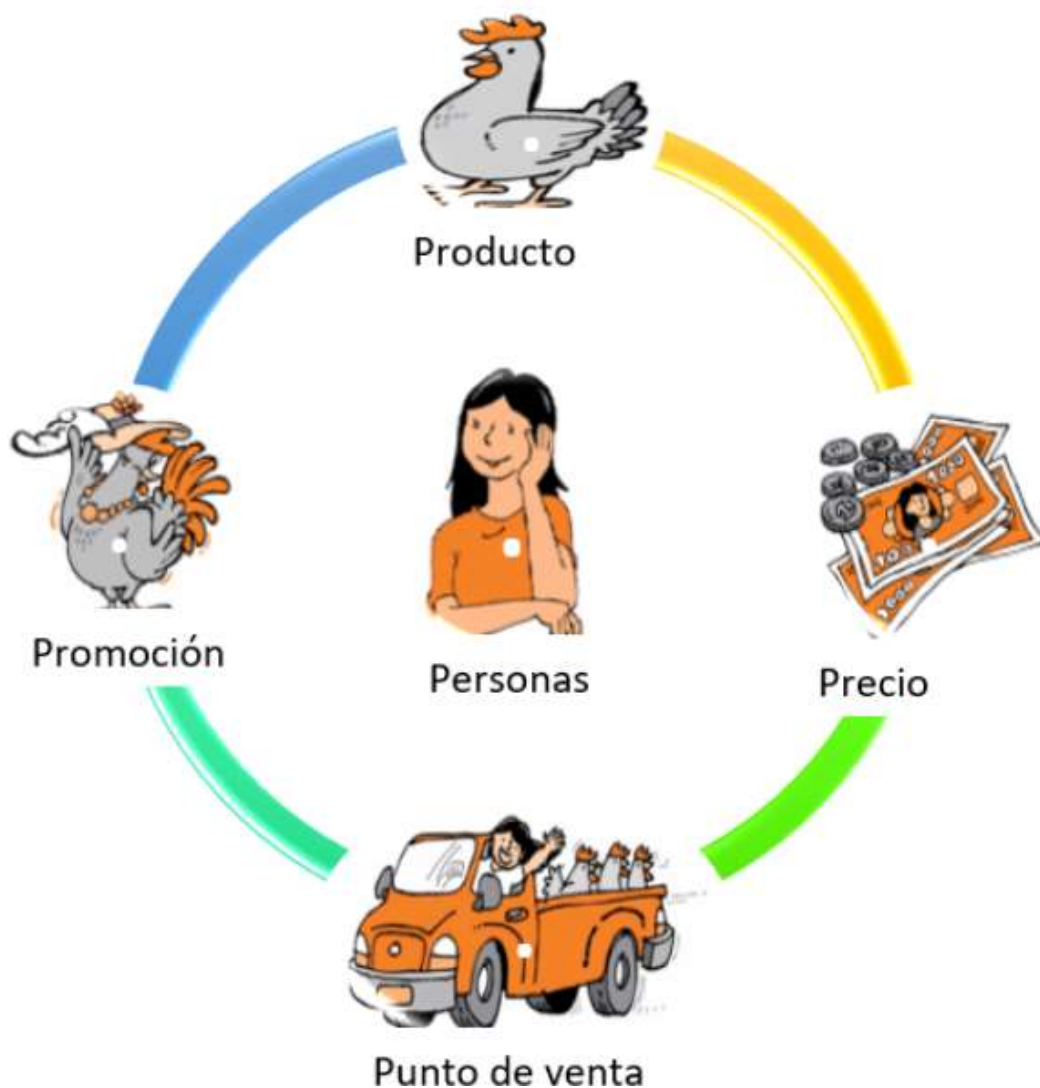 Producto
Promoción
Personas
Precio
Punto de venta